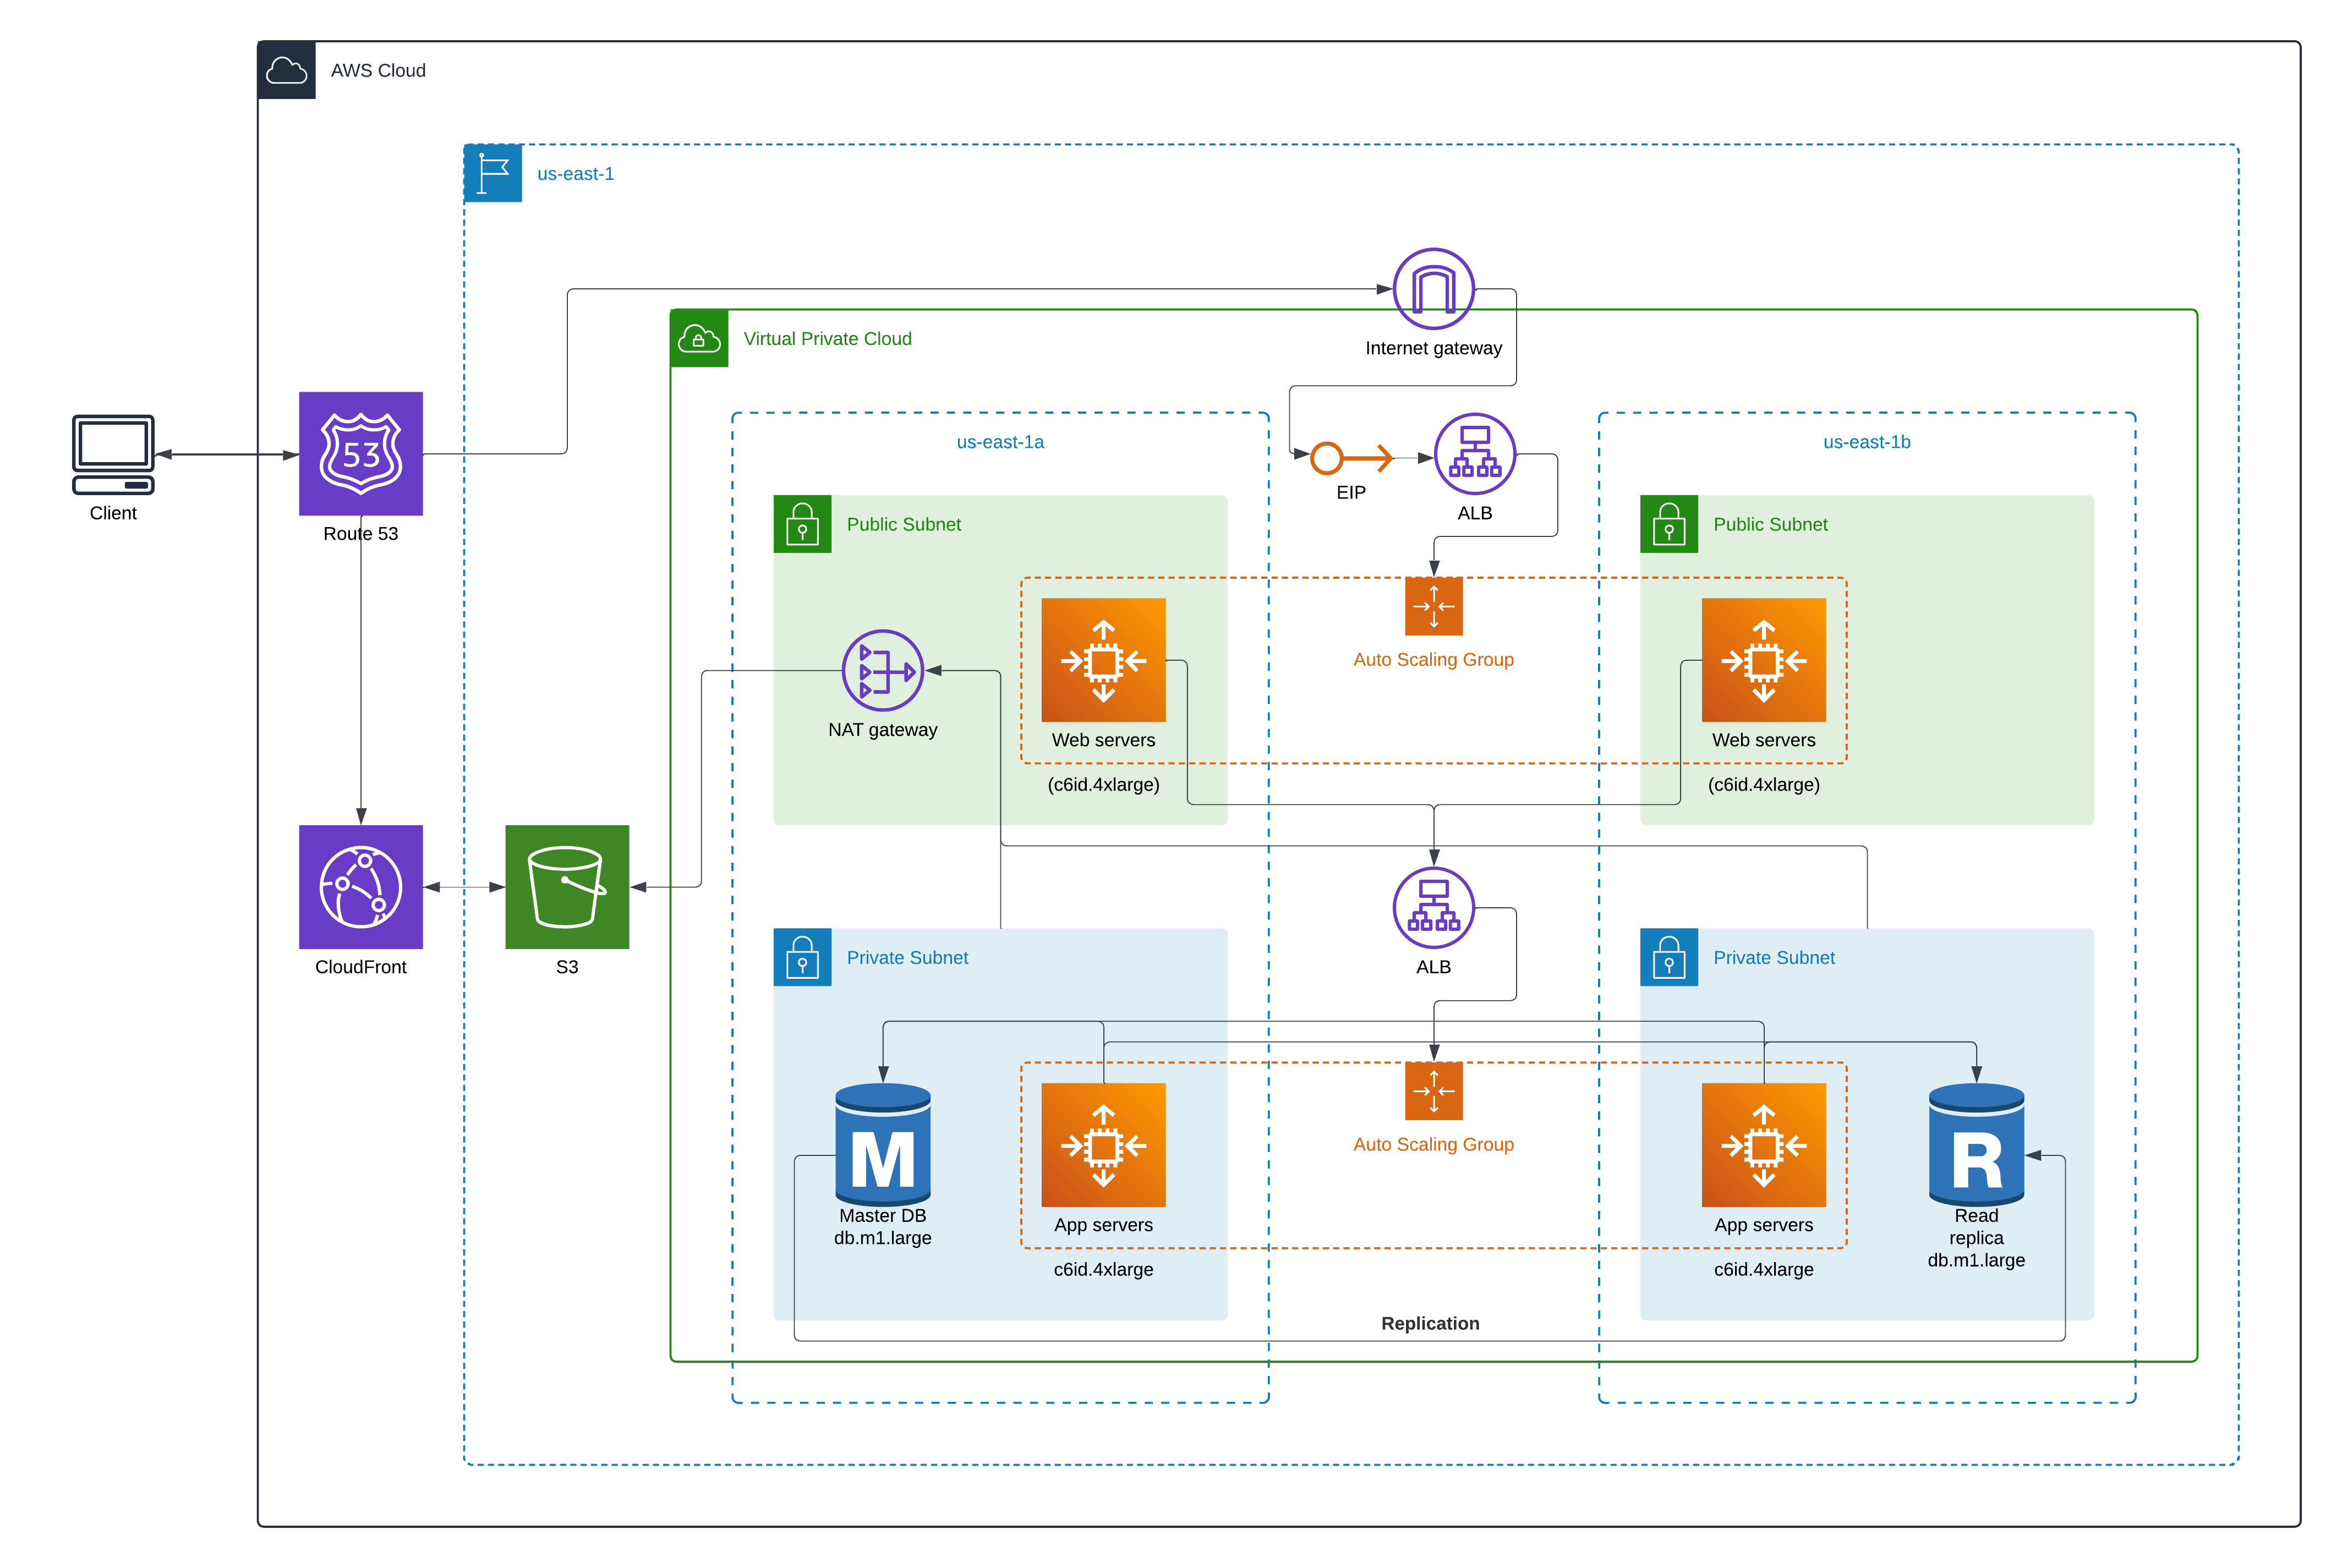 AWS Cloud
us-east-1
Internet gateway
Virtual Private Cloud
Client
53
Route 53
us-east-1a
EIP
ALB
us-east-1b
Public Subnet
Public Subnet
NAT gateway
Web servers
(c6id.4xlarge)
Auto Scaling Group
Web servers
(c6id.4xlarge)
CloudFront
S3
ALB
Private Subnet
Private Subnet
M
Master DB
db.m1.large
App servers
c6id.4xlarge
Auto Scaling Group
App servers
c6id.4xlarge
R
Read
replica
db.m1.large
Replication